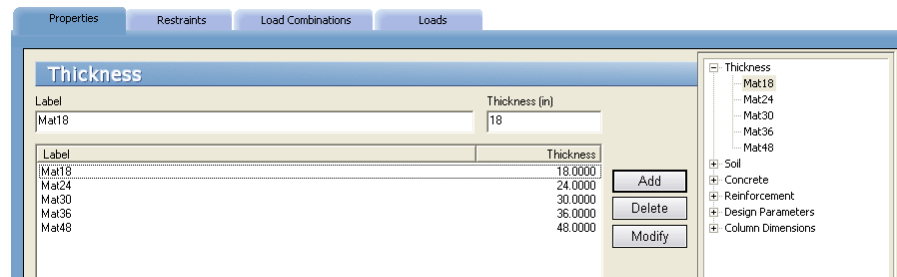 Properties Restraints Load Combinations Loads
Thickness
Label Thickness (in)
Mat18 18
Label Thickness
Mat18 18.0000
Mat24 24.0000
Mat30 30.0000
Mat36 36.0000
Mat48 48.0000
Add
Delete
Modify
Thickness
Mat18
Mat24
Mat30
Mat36
Mat48
Soil
Concrete
Reinforcement
Design Parameters
Column Dimensions